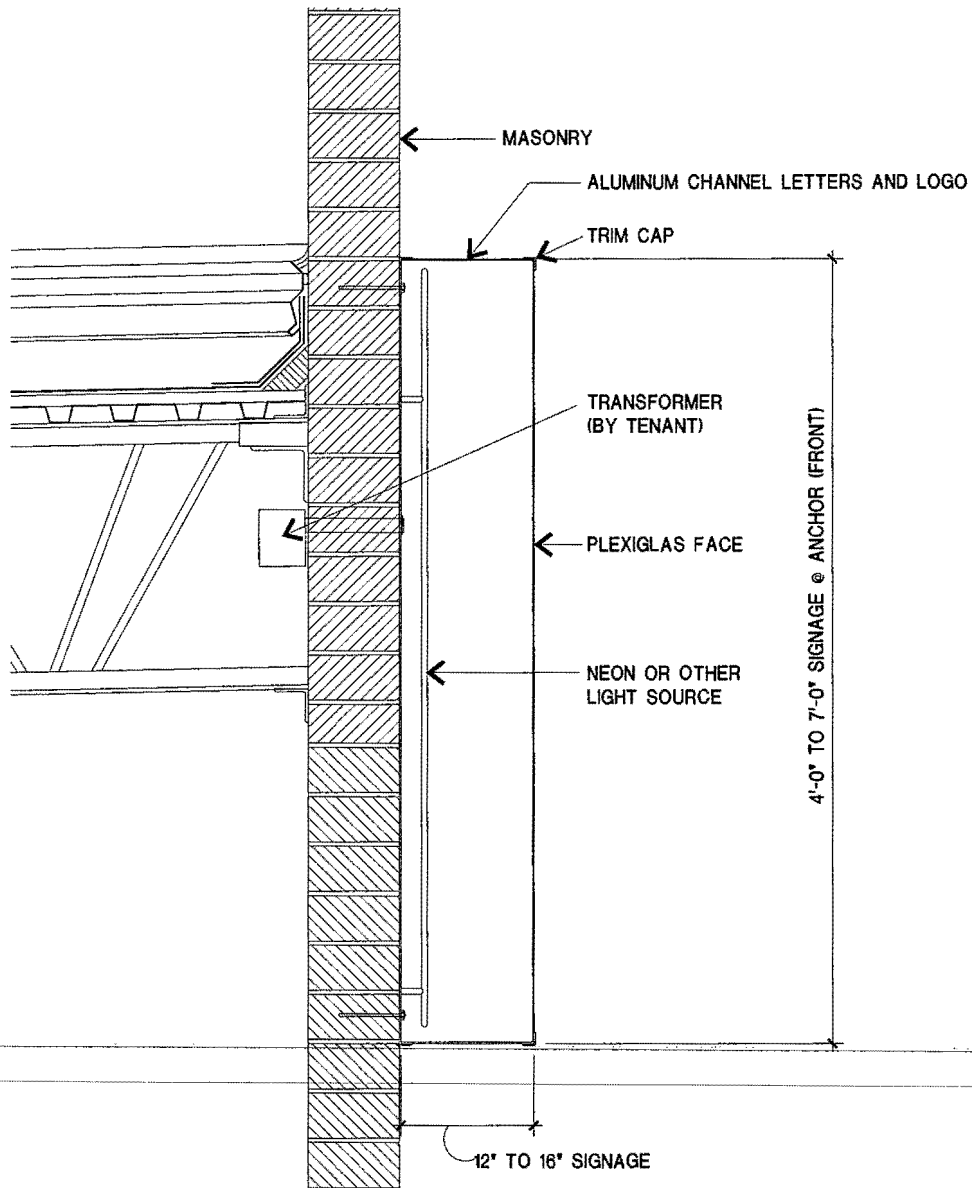 MASONRY
ALUMINUM CHANNEL LETTERS AND LOGO
TRIM CAP
TRANSFORMER
(BY TENANT)
PLEXIGLAS FACE
NEON OR OTHER
LIGHT SOURCE
4'-0" TO 7'-0" SIGNAGE @ ANCHOR (FRONT)
12" TO 16" SIGNAGE